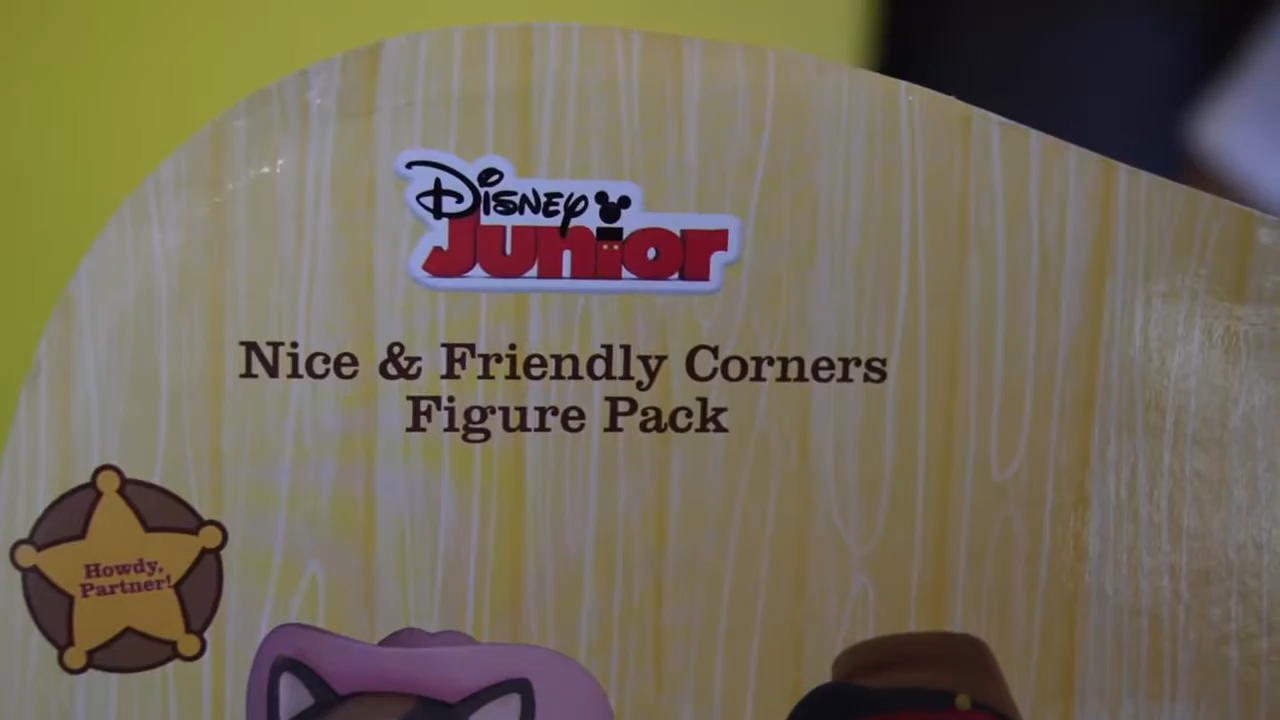 Disney
Junior
Nice & Friendly Corners
Figure Pack
Howdy,
Partner!